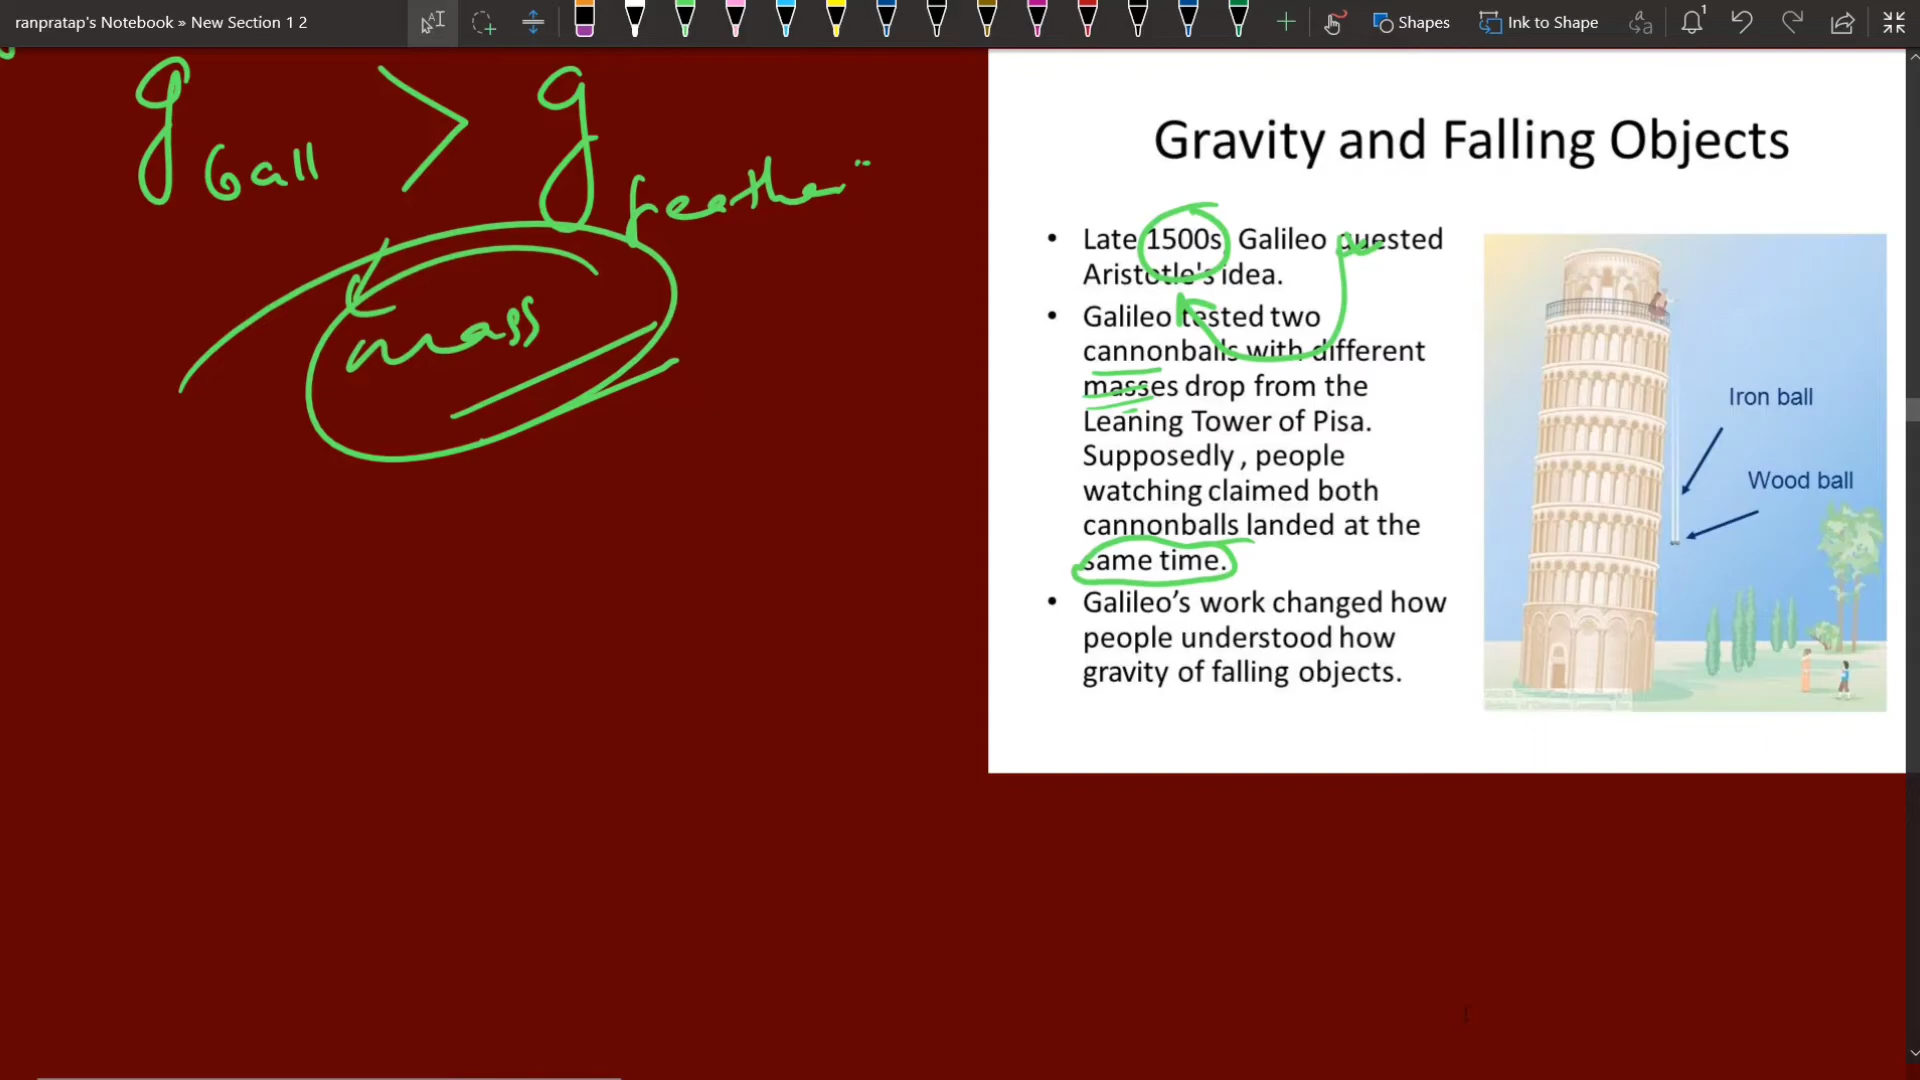 ranpratap's Notebook » New Section 1 2
Shapes
Ink to Shape
1
g ball > g feather
mass
Gravity and Falling Objects
• Late 1500s Galileo quested
Aristotle's idea.
• Galileo tested two
cannonballs with different
masses drop from the
Leaning Tower of Pisa.
Supposedly , people
watching claimed both
cannonballs landed at the
same time.
• Galileo’s work changed how
people understood how
gravity of falling objects.
Iron ball
Wood ball